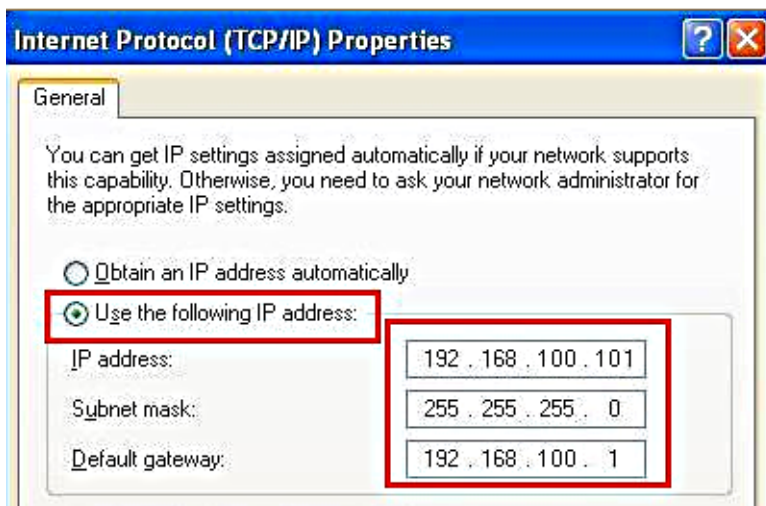 Internet Protocol (TCP/IP) Properties
General
You can get IP settings assigned automatically if your network supports
this capability. Otherwise, you need to ask your network administrator for
the appropriate IP settings.
Obtain an IP address automatically
Use the following IP address:
IP address: 192 . 168 . 100 . 101
Subnet mask: 255 . 255 . 255 . 0
Default gateway: 192 . 168 . 100 . 1